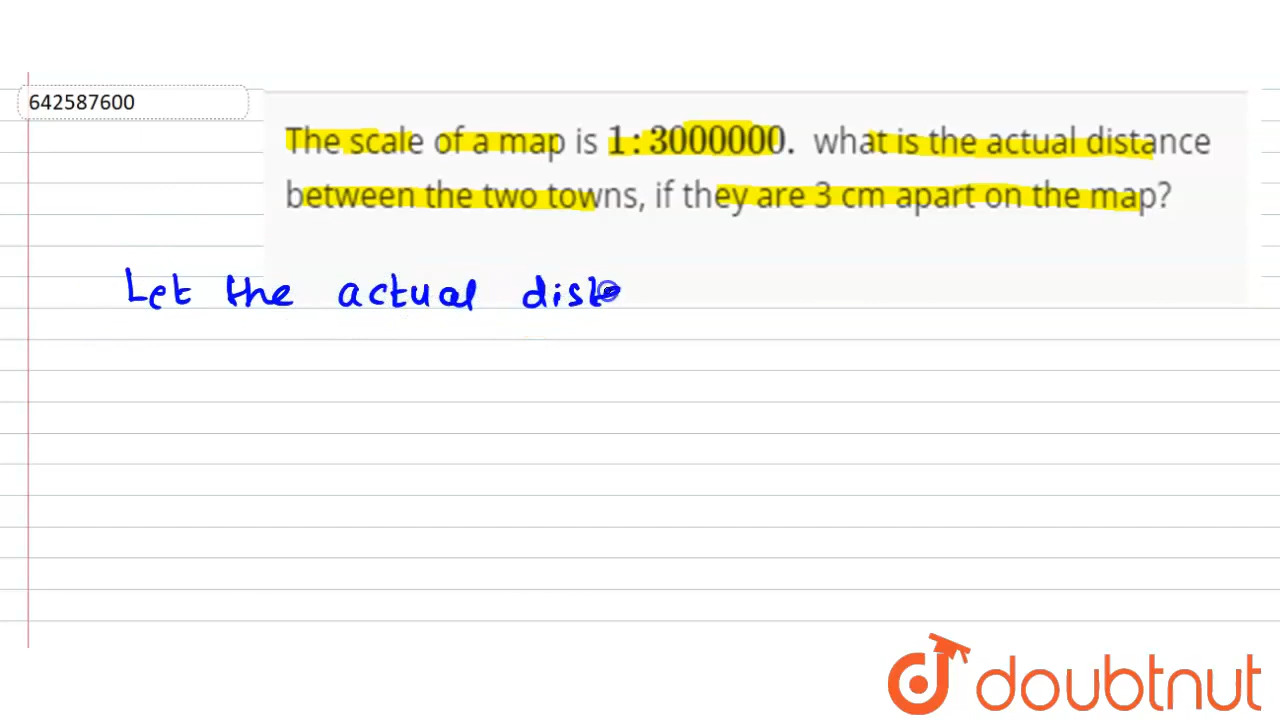 642587600
The scale of a map is 1 : 3000000. what is the actual distance
between the two towns, if they are 3 cm apart on the map?
Let the actual
doubtnut